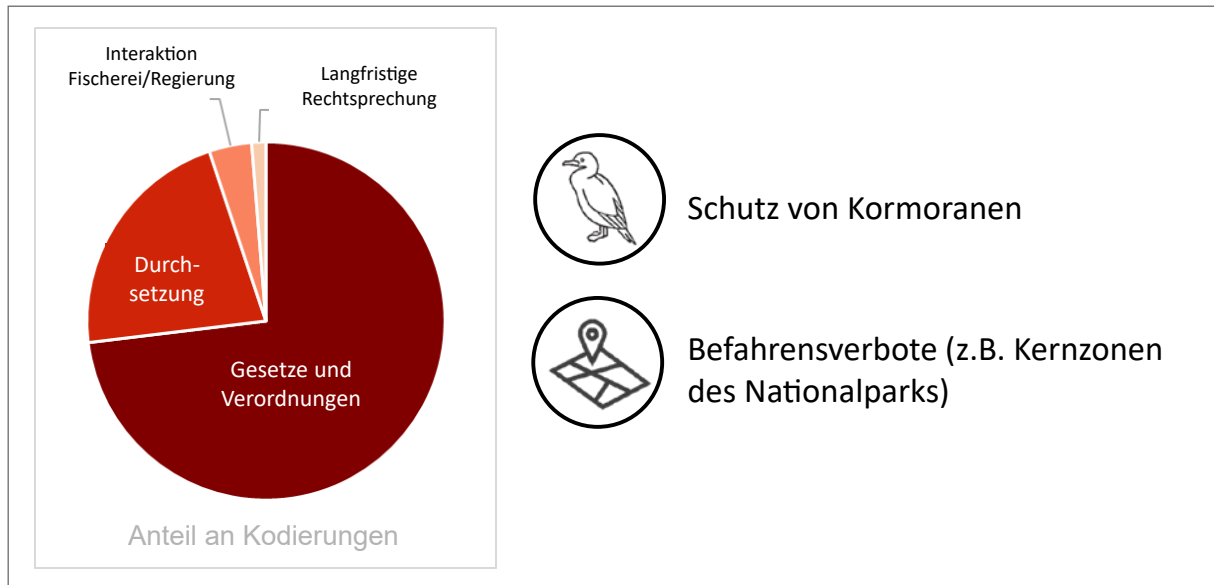 Interaktion
Fischerei/Regierung
Langfristige
Rechtsprechung
Durch-
setzung
Gesetze und
Verordnungen
Anteil an Kodierungen
Schutz von Kormoranen
Befahrensverbote (z.B. Kernzonen
des Nationalparks)